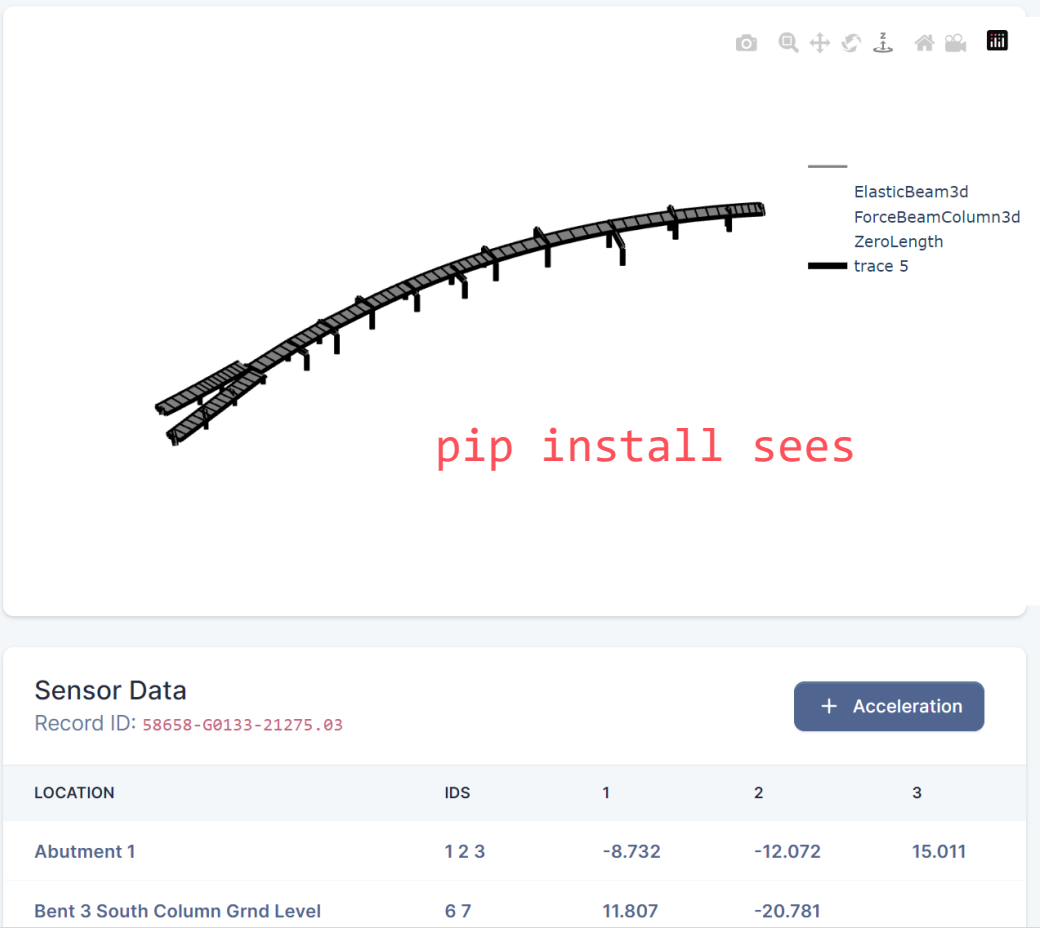 z
ElasticBeam3d
ForceBeamColumn3d
ZeroLength
trace 5
pip install sees
Sensor Data
Record ID: 58658-G0133-21275.03
+ Acceleration
LOCATION IDS 1 2 3
Abutment 1 1 2 3 -8.732 -12.072 15.011
Bent 3 South Column Grnd Level 6 7 11.807 -20.781